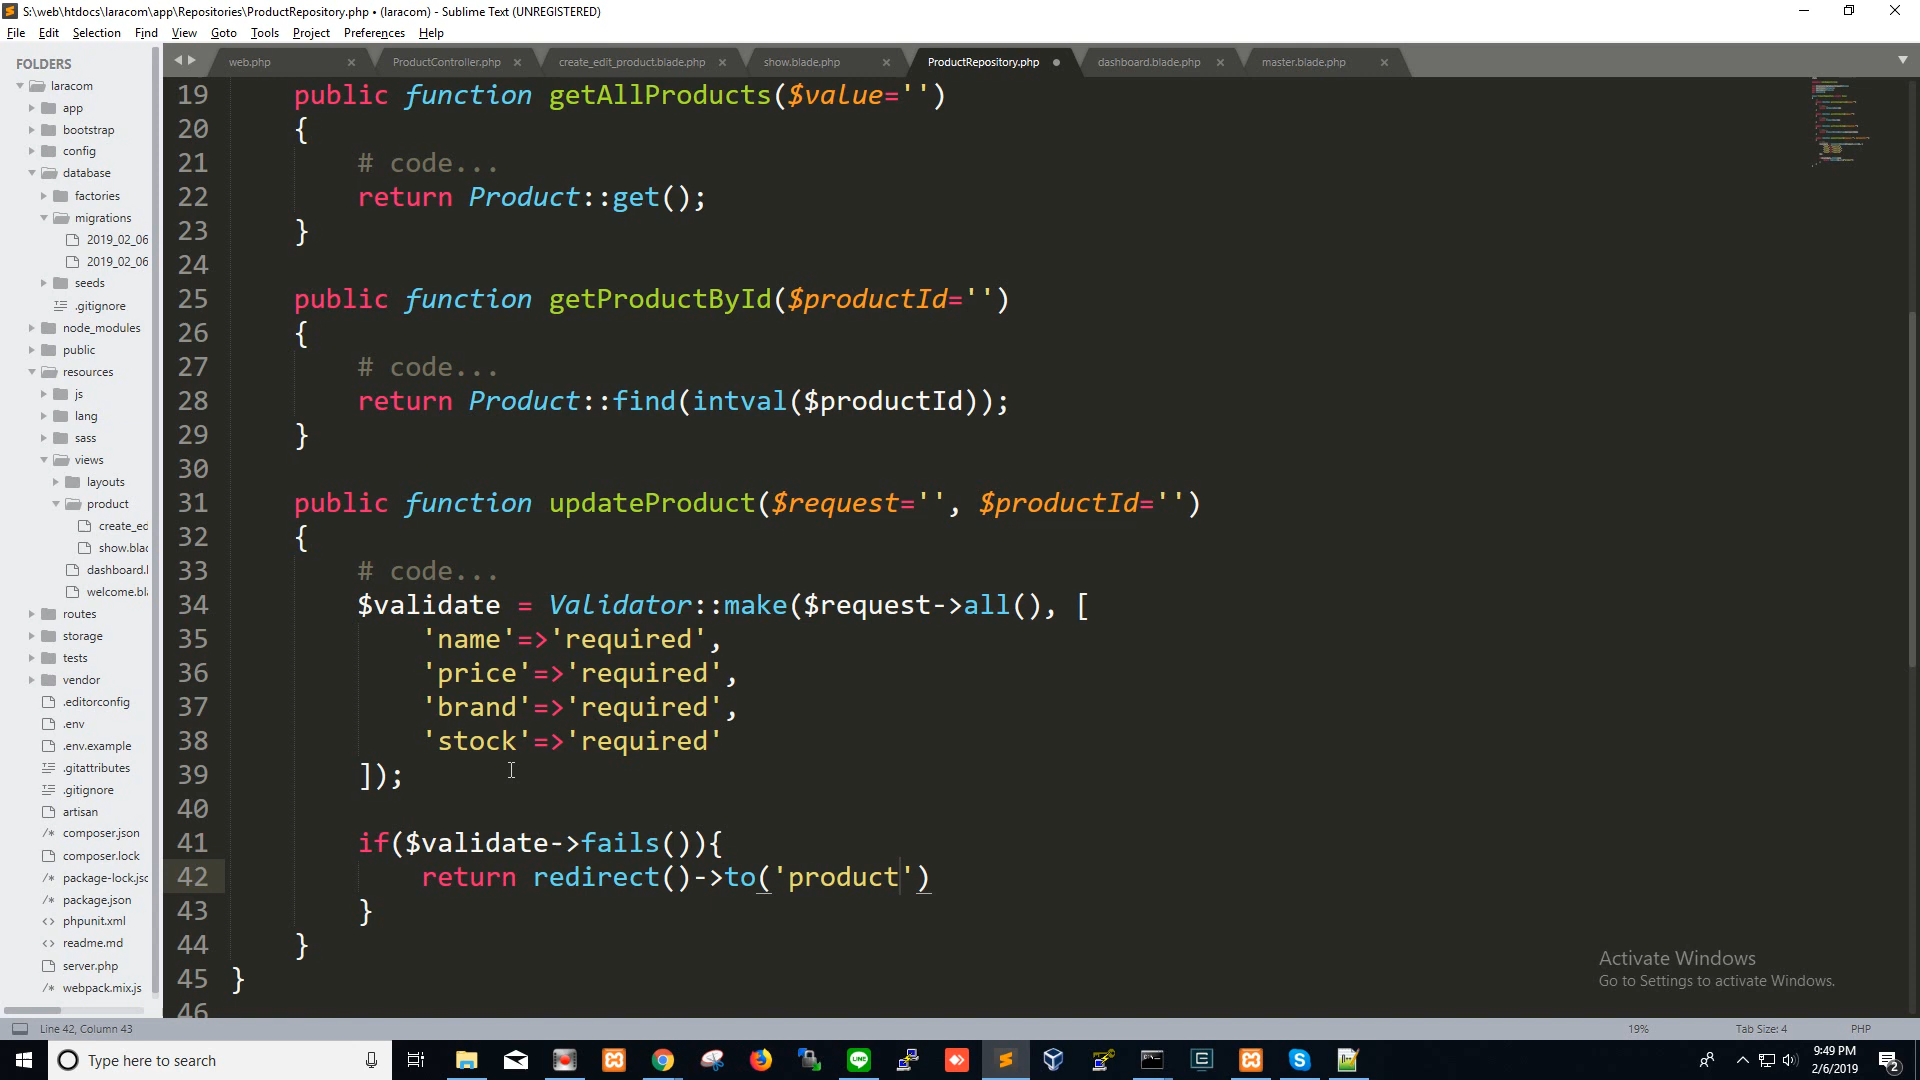 S:\web\htdocs\laracom\app\Repositories\ProductRepository.php • (laracom) - Sublime Text (UNREGISTERED)
File Edit Selection Find View Goto Tools Project Preferences Help
FOLDERS
laracom
app
bootstrap
config
database
factories
migrations
2019_02_06
2019_02_06
seeds
.gitignore
node_modules
public
resources
js
lang
sass
views
layouts
product
create_ed
show.blad
dashboard.l
welcome.bl
routes
storage
tests
vendor
.editorconfig
.env
.env.example
.gitattributes
.gitignore
artisan
composer.json
composer.lock
package-lock.jsc
package.json
phpunit.xml
readme.md
server.php
webpack.mix.js
web.php ProductController.php create_edit_product.blade.php show.blade.php ProductRepository.php dashboard.blade.php master.blade.php
19 public function getAllProducts($value='')
20 {
21 # code...
22 return Product::get();
23 }
24
25 public function getProductById($productId='')
26 {
27 # code...
28 return Product::find(intval($productId));
29 }
30
31 public function updateProduct($request='', $productId='')
32 {
33 # code...
34 $validate = Validator::make($request->all(), [
35 'name'=>'required',
36 'price'=>'required',
37 'brand'=>'required',
38 'stock'=>'required'
39 ]);
40
41 if($validate->fails()){
42 return redirect()->to('product')
43 }
44 }
45 }
46
Activate Windows
Go to Settings to activate Windows.
Line 42, Column 43 19% Tab Size: 4 PHP
Type here to search
9:49 PM
2/6/2019
2